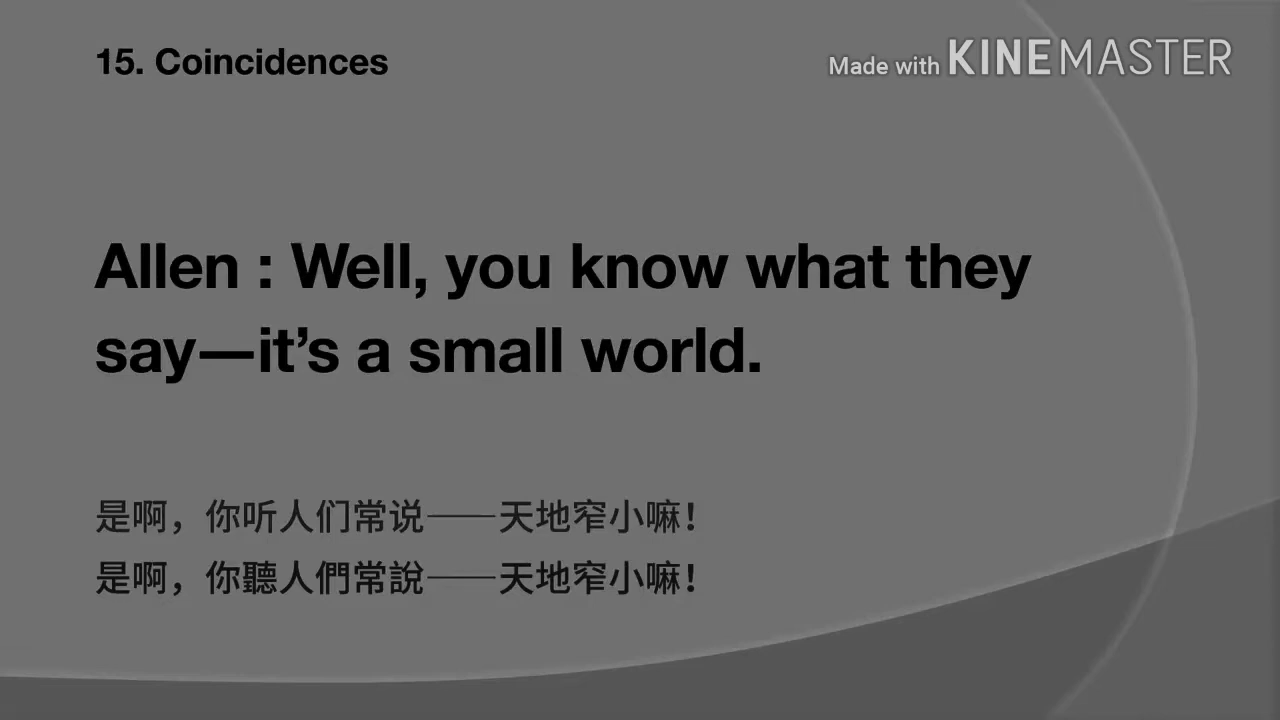 15. Coincidences
Made with KINEMASTER
Allen : Well, you know what they
say—it’s a small world.
是啊，你听人们常说——天地窄小嘛！
是啊，你聽人們常說——天地窄小嘛！